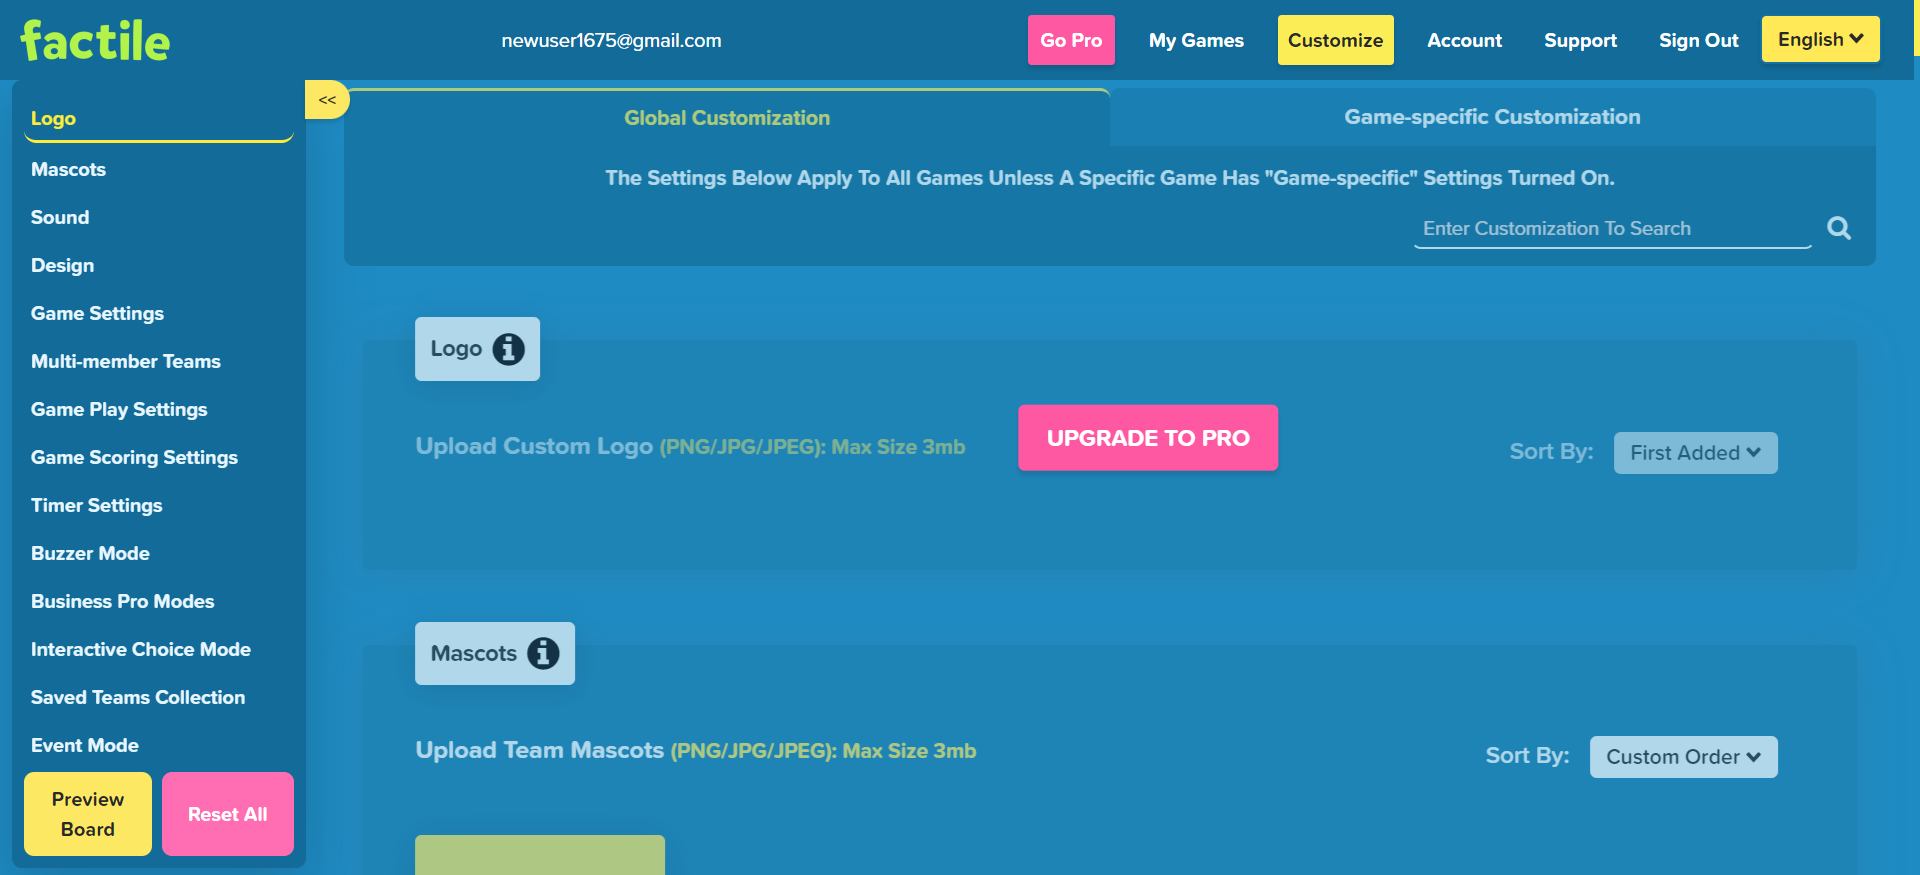 factile
newuser1675@gmail.com
Go Pro
My Games
Customize
Account
Support
Sign Out
English
<<
Logo
Mascots
Sound
Design
Game Settings
Multi-member Teams
Game Play Settings
Game Scoring Settings
Timer Settings
Buzzer Mode
Business Pro Modes
Interactive Choice Mode
Saved Teams Collection
Event Mode
Preview
Board
Reset All
Global Customization
Game-specific Customization
The Settings Below Apply To All Games Unless A Specific Game Has "Game-specific" Settings Turned On.
Enter Customization To Search
Logo
Upload Custom Logo (PNG/JPG/JPEG): Max Size 3mb
UPGRADE TO PRO
Sort By:
First Added
Mascots
Upload Team Mascots (PNG/JPG/JPEG): Max Size 3mb
Sort By:
Custom Order